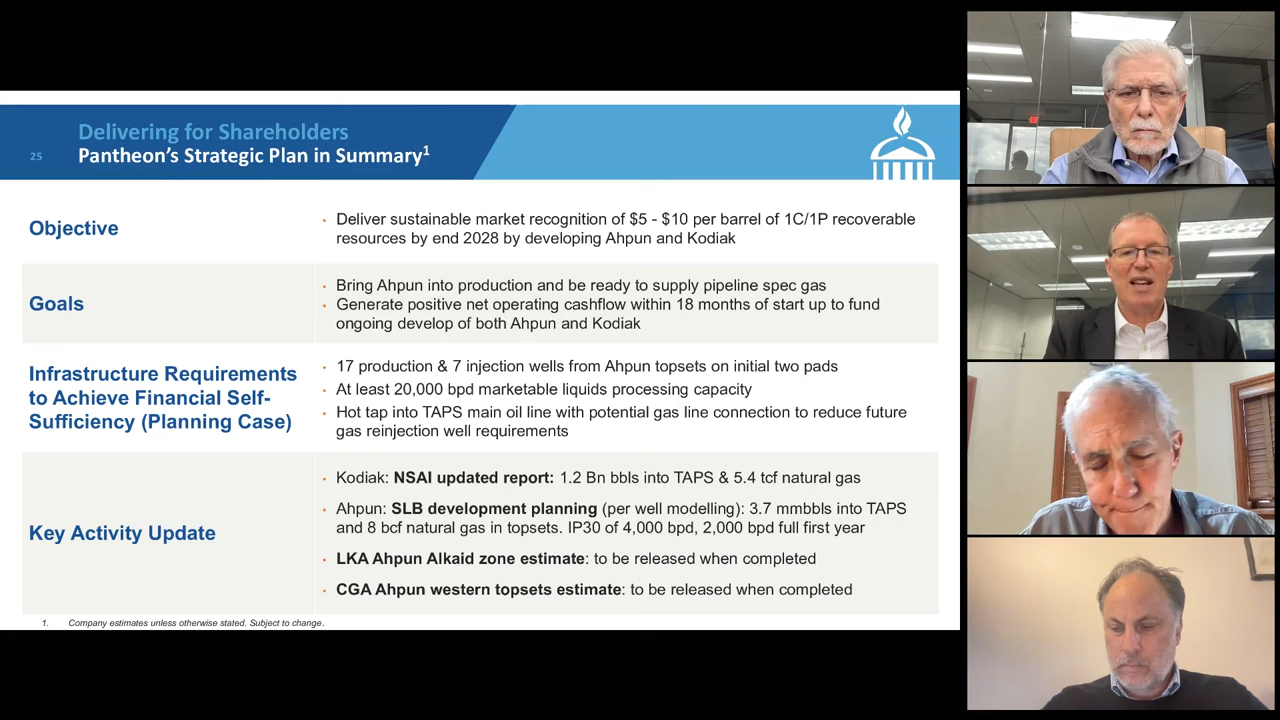 Delivering for Shareholders
25
Pantheon's Strategic Plan in Summary1
Objective
• Deliver sustainable market recognition of $5 - $10 per barrel of 1C/1P recoverable
resources by end 2028 by developing Ahpun and Kodiak
Goals
• Bring Ahpun into production and be ready to supply pipeline spec gas
• Generate positive net operating cashflow within 18 months of start up to fund
ongoing develop of both Ahpun and Kodiak
Infrastructure Requirements
to Achieve Financial Self-
Sufficiency (Planning Case)
• 17 production & 7 injection wells from Ahpun topsets on initial two pads
• At least 20,000 bpd marketable liquids processing capacity
• Hot tap into TAPS main oil line with potential gas line connection to reduce future
gas reinjection well requirements
Key Activity Update
• Kodiak: NSAI updated report: 1.2 Bn bbls into TAPS & 5.4 tcf natural gas
• Ahpun: SLB development planning (per well modelling): 3.7 mmbbls into TAPS
and 8 bcf natural gas in topsets. IP30 of 4,000 bpd, 2,000 bpd full first year
• LKA Ahpun Alkaid zone estimate: to be released when completed
• CGA Ahpun western topsets estimate: to be released when completed
1. Company estimates unless otherwise stated. Subject to change.